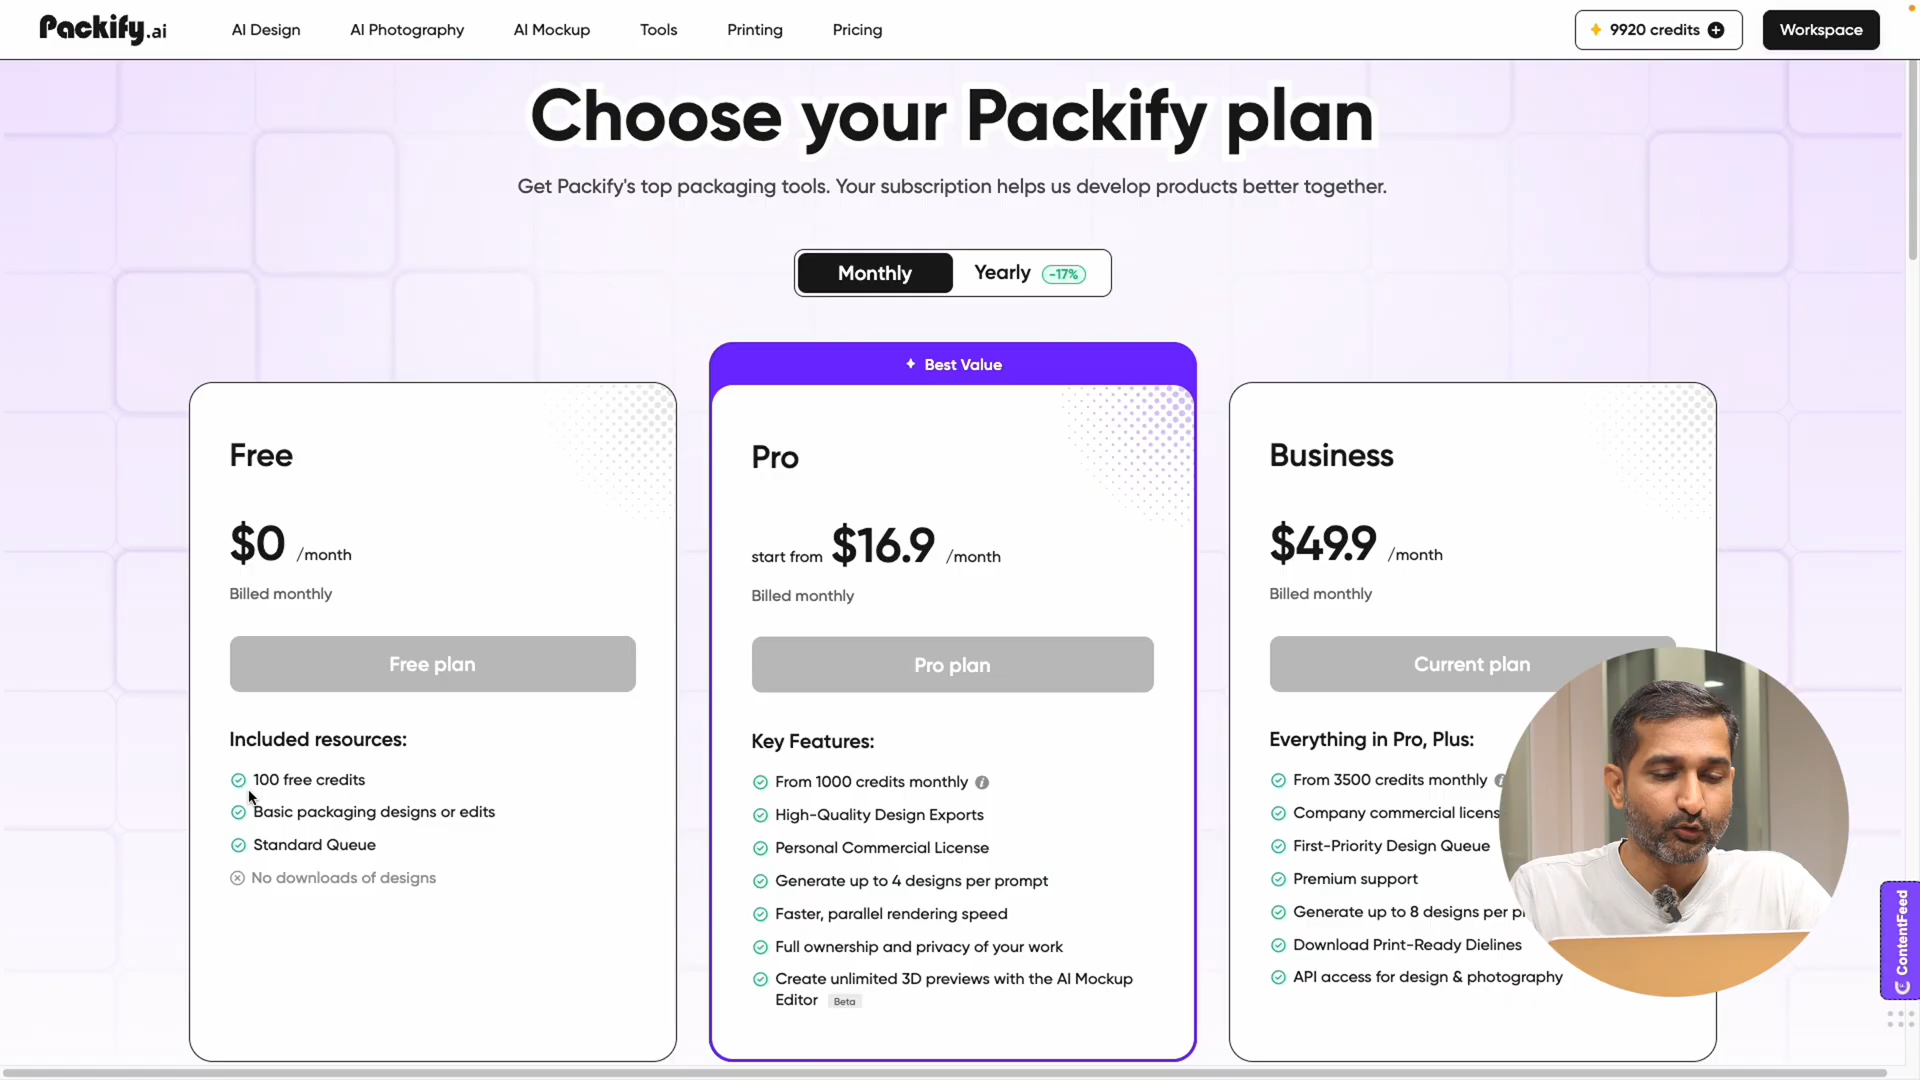 Packify.ai
AI Design
AI Photography
AI Mockup
Tools
Printing
Pricing
9920 credits
Workspace
Choose your Packify plan
Get Packify's top packaging tools. Your subscription helps us develop products better together.
Monthly
Yearly -17%
Best Value
Free
$0 /month
Billed monthly
Free plan
Included resources:
100 free credits
Basic packaging designs or edits
Standard Queue
No downloads of designs
Pro
start from $16.9 /month
Billed monthly
Pro plan
Key Features:
From 1000 credits monthly
High-Quality Design Exports
Personal Commercial License
Generate up to 4 designs per prompt
Faster, parallel rendering speed
Full ownership and privacy of your work
Create unlimited 3D previews with the AI Mockup
Editor Beta
Business
$49.9 /month
Billed monthly
Current plan
Everything in Pro, Plus:
From 3500 credits monthly
Company commercial
First-Priority Design Queue
Premium support
Generate up to 8 designs per
Download Print-Ready Dielines
API access for design & photography
ContentFeed